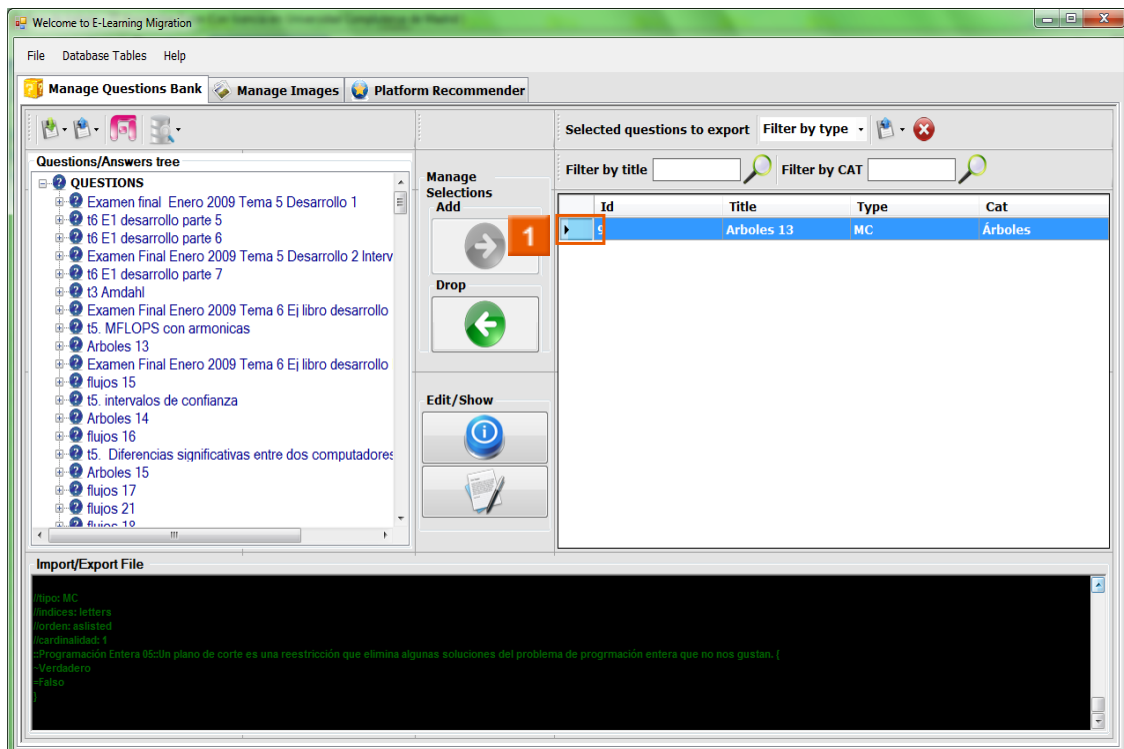 Welcome to E-Learning Migration
File Database Tables Help
Manage Questions Bank Manage Images Platform Recommender
Selected questions to export Filter by type
Questions/Answers tree
Filter by title Filter by CAT
Manage Selections
Add
1
Drop
Edit/Show
QUESTIONS
Examen final Enero 2009 Tema 5 Desarrollo 1
t6 E1 desarrollo parte 5
t6 E1 desarrollo parte 6
Examen Final Enero 2009 Tema 5 Desarrollo 2 Interv
t6 E1 desarrollo parte 7
t3 Amdahl
Examen Final Enero 2009 Tema 6 Ej libro desarrollo
t5. MFLOPS con armonicas
Arboles 13
Examen Final Enero 2009 Tema 6 Ej libro desarrollo
flujos 15
t5. intervalos de confianza
Arboles 14
flujos 16
t5. Diferencias significativas entre dos computadores
Arboles 15
flujos 17
flujos 21
flujos 18
Id Title Type Cat
9 Arboles 13 MC Árboles
Import/Export File
//tipo: MC
//indices: letters
//orden: aslisted
//cardinalidad: 1
::Programación Entera 05::Un plano de corte es una reestricción que elimina algunas soluciones del problema de progrmación entera que no nos gustan. {
~Verdadero
=Falso
}